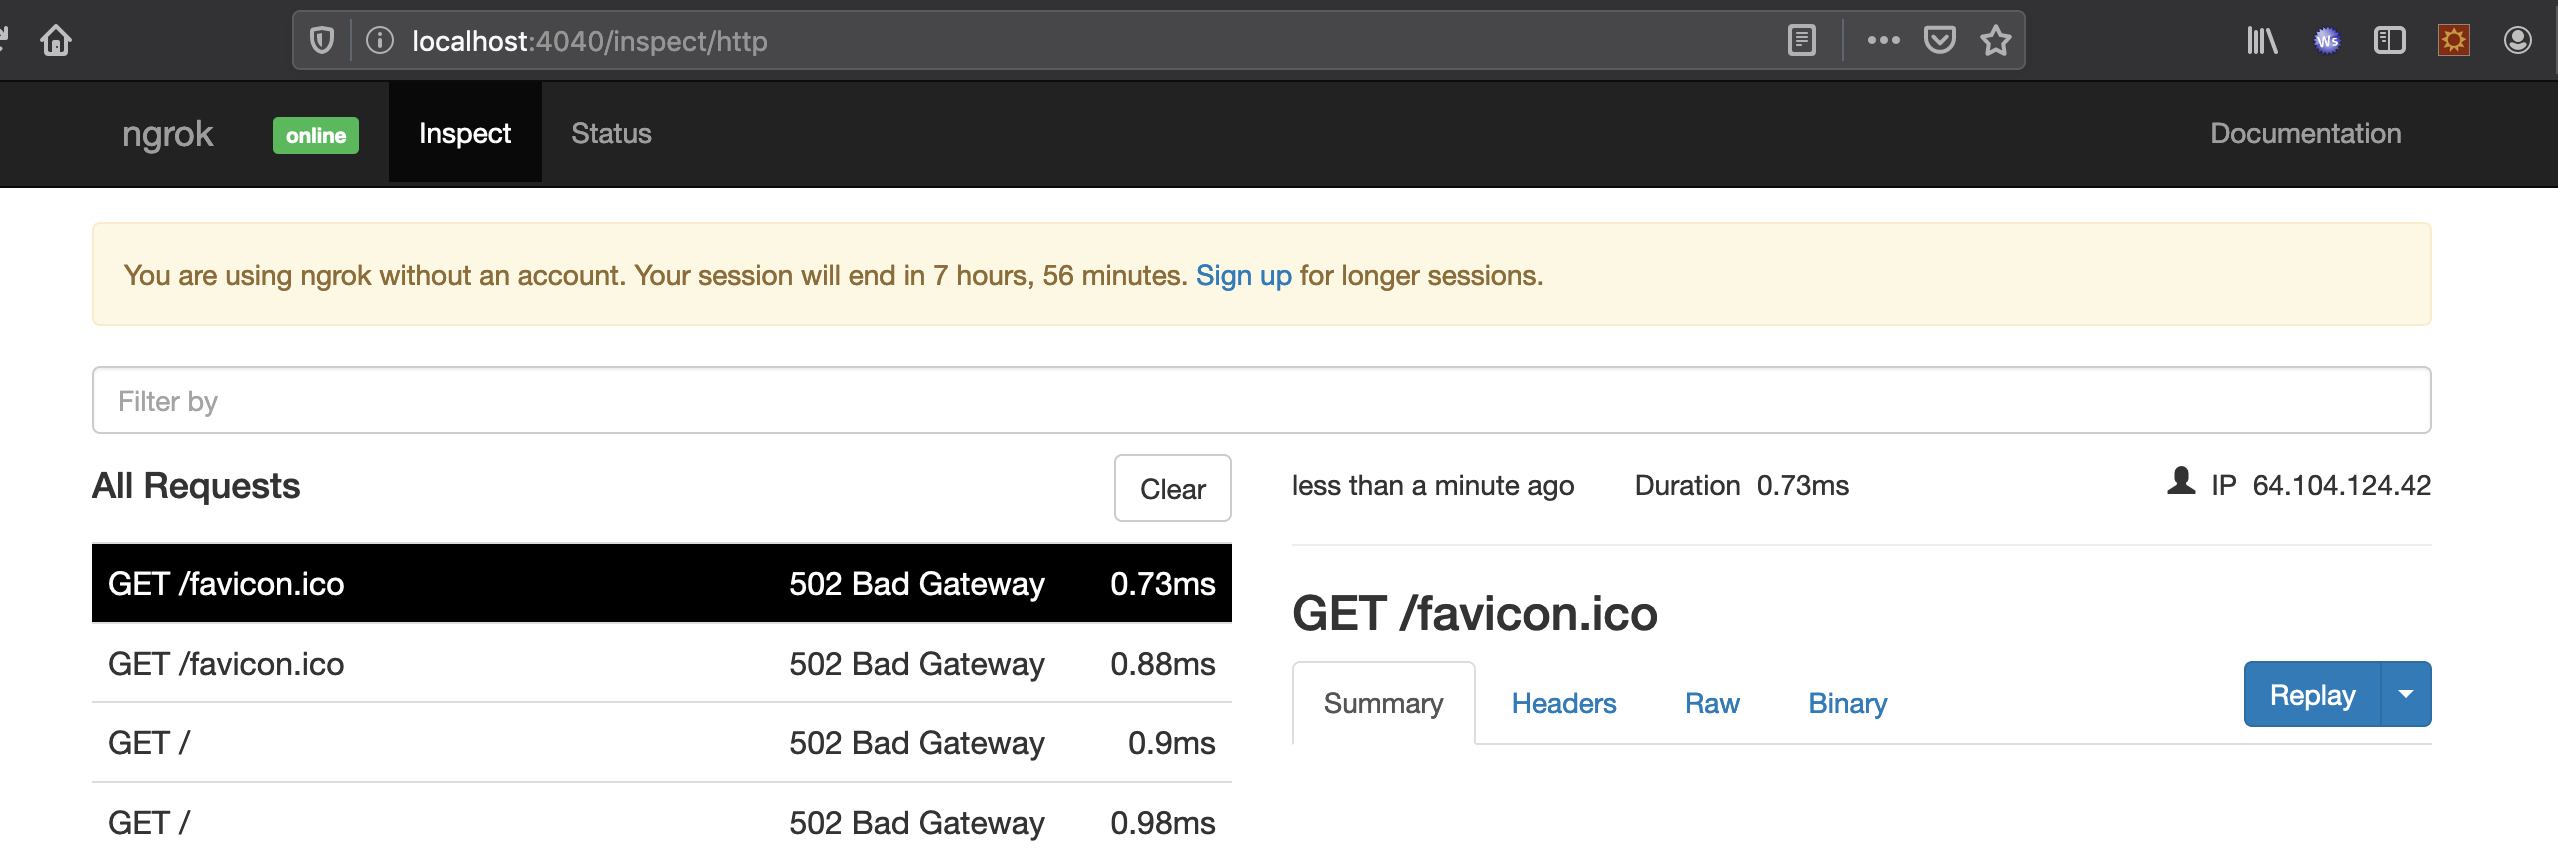 localhost:4040/inspect/http
Ws
ngrok online Inspect Status Documentation
You are using ngrok without an account. Your session will end in 7 hours, 56 minutes. Sign up for longer sessions.
Filter by
All Requests Clear
less than a minute ago Duration 0.73ms IP 64.104.124.42
GET /favicon.ico 502 Bad Gateway 0.73ms
GET /favicon.ico 502 Bad Gateway 0.88ms
GET / 502 Bad Gateway 0.9ms
GET / 502 Bad Gateway 0.98ms
GET /favicon.ico
Summary Headers Raw Binary Replay